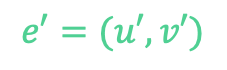 e′ = (u′, v′)